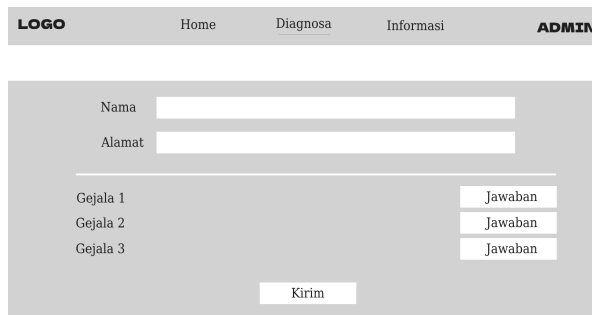 LOGO Home Diagnosa Informasi ADMIN
Nama
Alamat
Gejala 1 Jawaban
Gejala 2 Jawaban
Gejala 3 Jawaban
Kirim